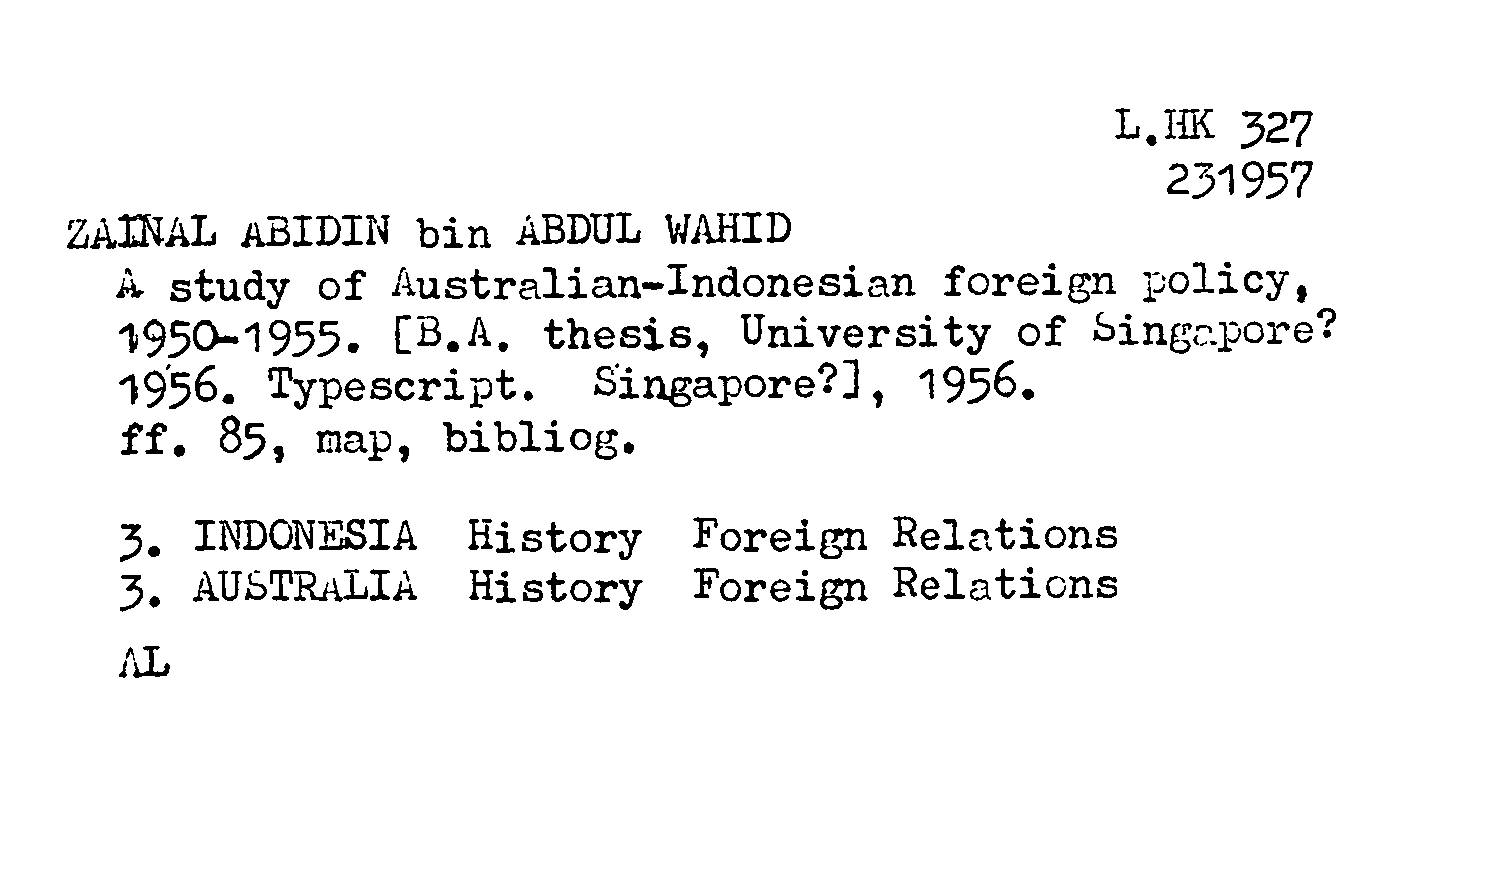 L.HK 327
231957
ZAINAL ABIDIN bin ABDUL WAHID
A study of Australian-Indonesian foreign policy,
1950-1955. [B.A. thesis, University of Singapore?
1956. Typescript. Singapore?], 1956.
ff. 85, map, bibliog.
3. INDONESIA History Foreign Relations
3. AUSTRALIA History Foreign Relations
AL